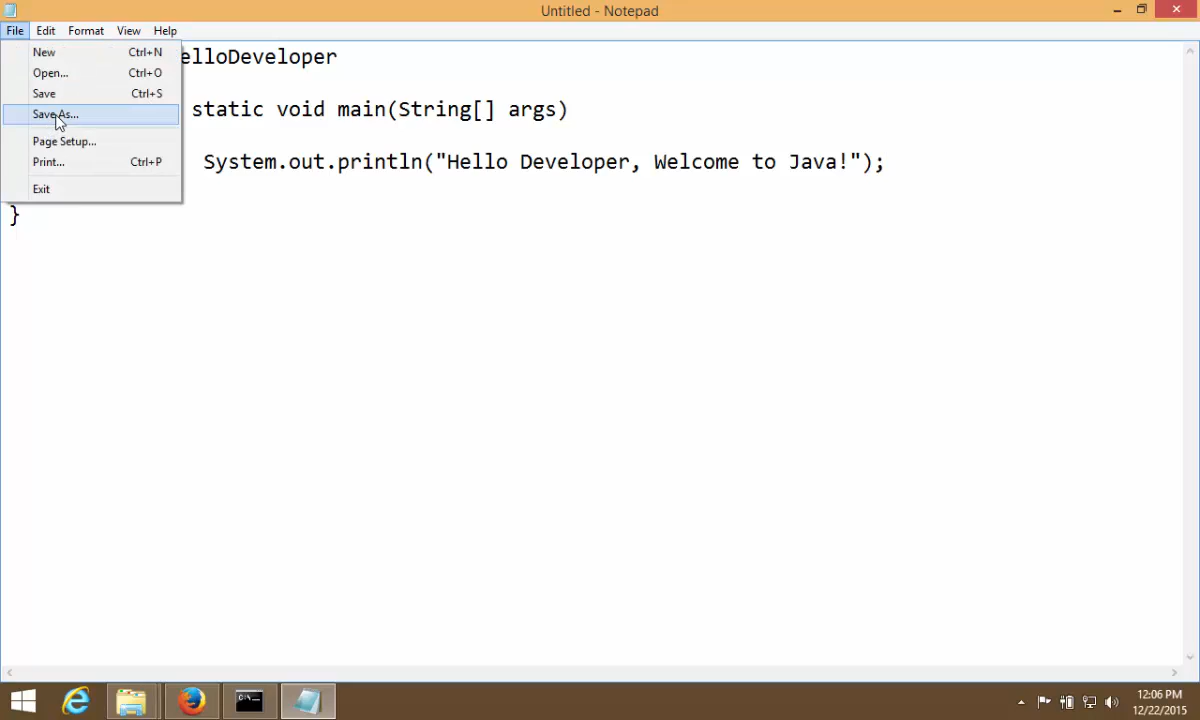 Untitled - Notepad
File Edit Format View Help
New Ctrl+N
Open... Ctrl+O
Save Ctrl+S
Save As...
Page Setup...
Print... Ctrl+P
Exit
elloDeveloper
static void main(String[] args)
System.out.println("Hello Developer, Welcome to Java!");
}
C:\
12:06 PM
12/22/2015